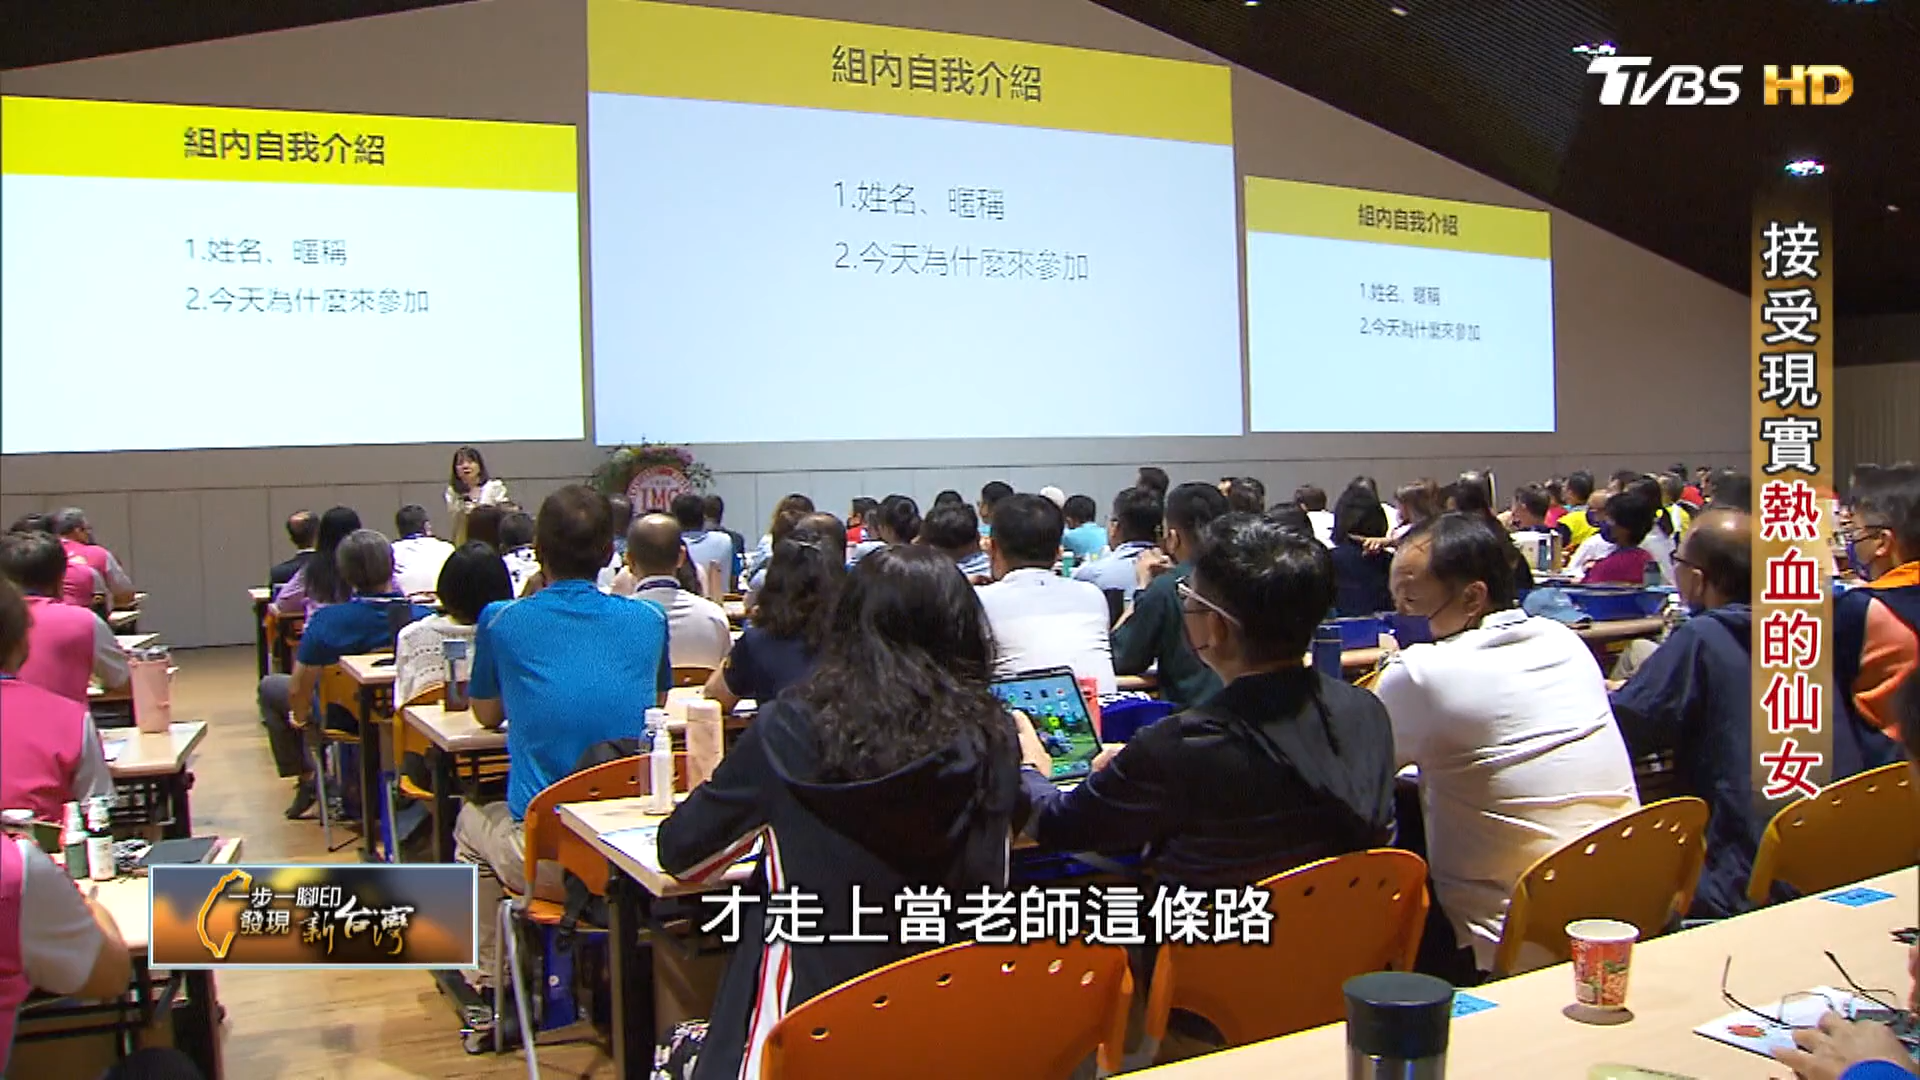 組內自我介紹
1.姓名、暱稱
2.今天為什麼來參加
組內自我介紹
1.姓名、暱稱
2.今天為什麼來參加
組內自我介紹
1.姓名、暱稱
2.今天為什麼來參加
TVBS HD
接受現實熱血的仙女
TMC
一步一腳印
發現新台灣
才走上當老師這條路